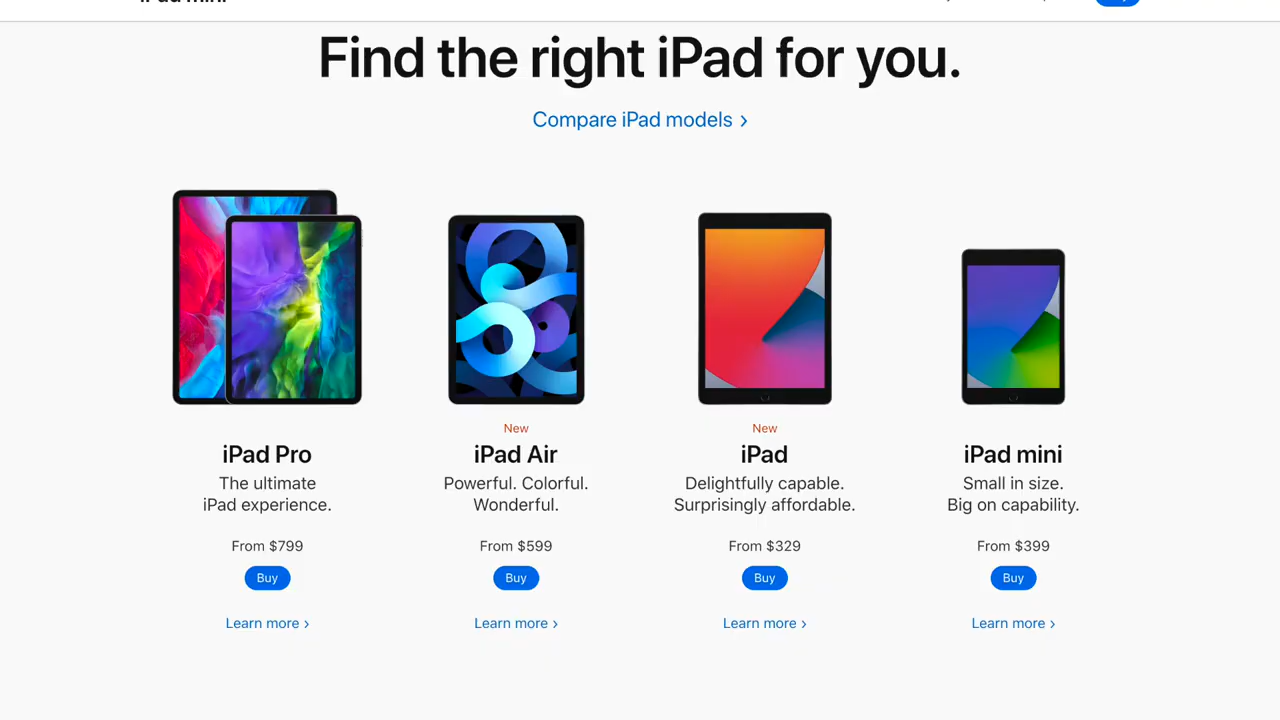 Find the right iPad for you.
Compare iPad models >
New
New
iPad Pro
iPad Air
iPad
iPad mini
The ultimate
iPad experience.
Powerful. Colorful.
Wonderful.
Delightfully capable.
Surprisingly affordable.
Small in size.
Big on capability.
From $799
From $599
From $329
From $399
Buy
Buy
Buy
Buy
Learn more >
Learn more >
Learn more >
Learn more >